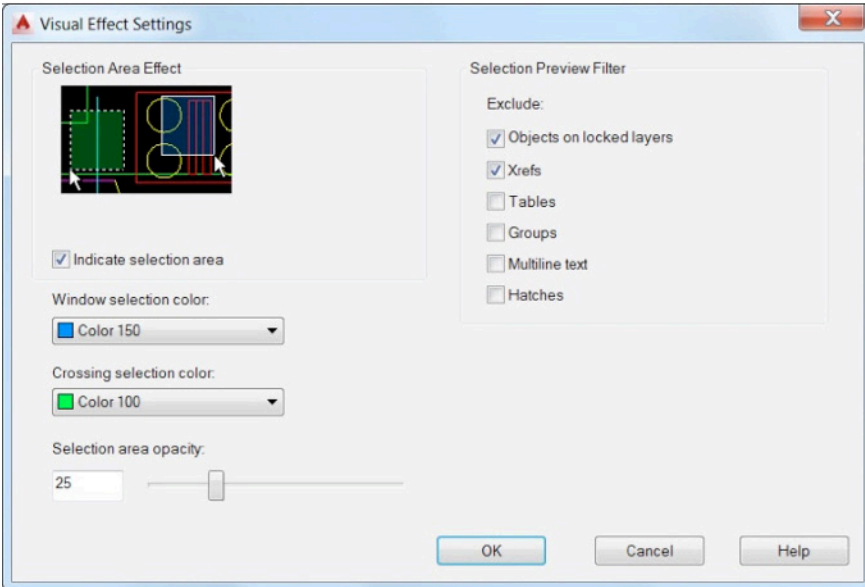 Visual Effect Settings
Selection Area Effect
Indicate selection area
Window selection color:
Color 150
Crossing selection color:
Color 100
Selection area opacity:
25
Selection Preview Filter
Exclude:
Objects on locked layers
Xrefs
Tables
Groups
Multiline text
Hatches
OK
Cancel
Help